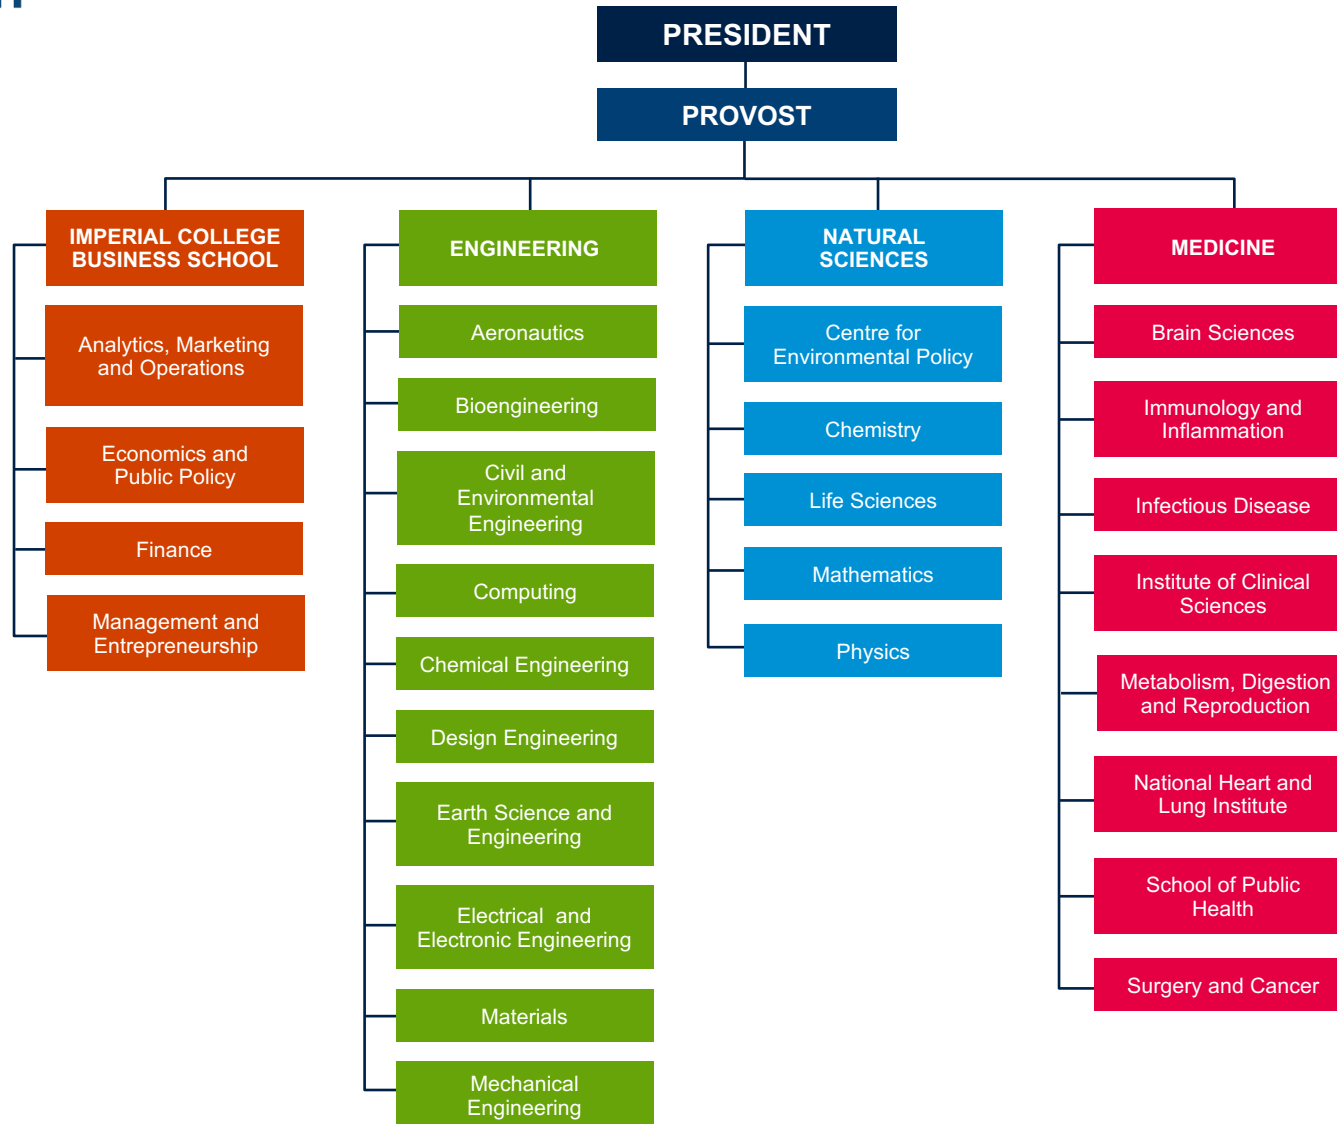 PRESIDENT
PROVOST
IMPERIAL COLLEGE
BUSINESS SCHOOL
Analytics, Marketing
and Operations
Economics and
Public Policy
Finance
Management and
Entrepreneurship
ENGINEERING
Aeronautics
Bioengineering
Civil and
Environmental
Engineering
Computing
Chemical Engineering
Design Engineering
Earth Science and
Engineering
Electrical and
Electronic Engineering
Materials
Mechanical
Engineering
NATURAL
SCIENCES
Centre for
Environmental Policy
Chemistry
Life Sciences
Mathematics
Physics
MEDICINE
Brain Sciences
Immunology and
Inflammation
Infectious Disease
Institute of Clinical
Sciences
Metabolism, Digestion
and Reproduction
National Heart and
Lung Institute
School of Public
Health
Surgery and Cancer